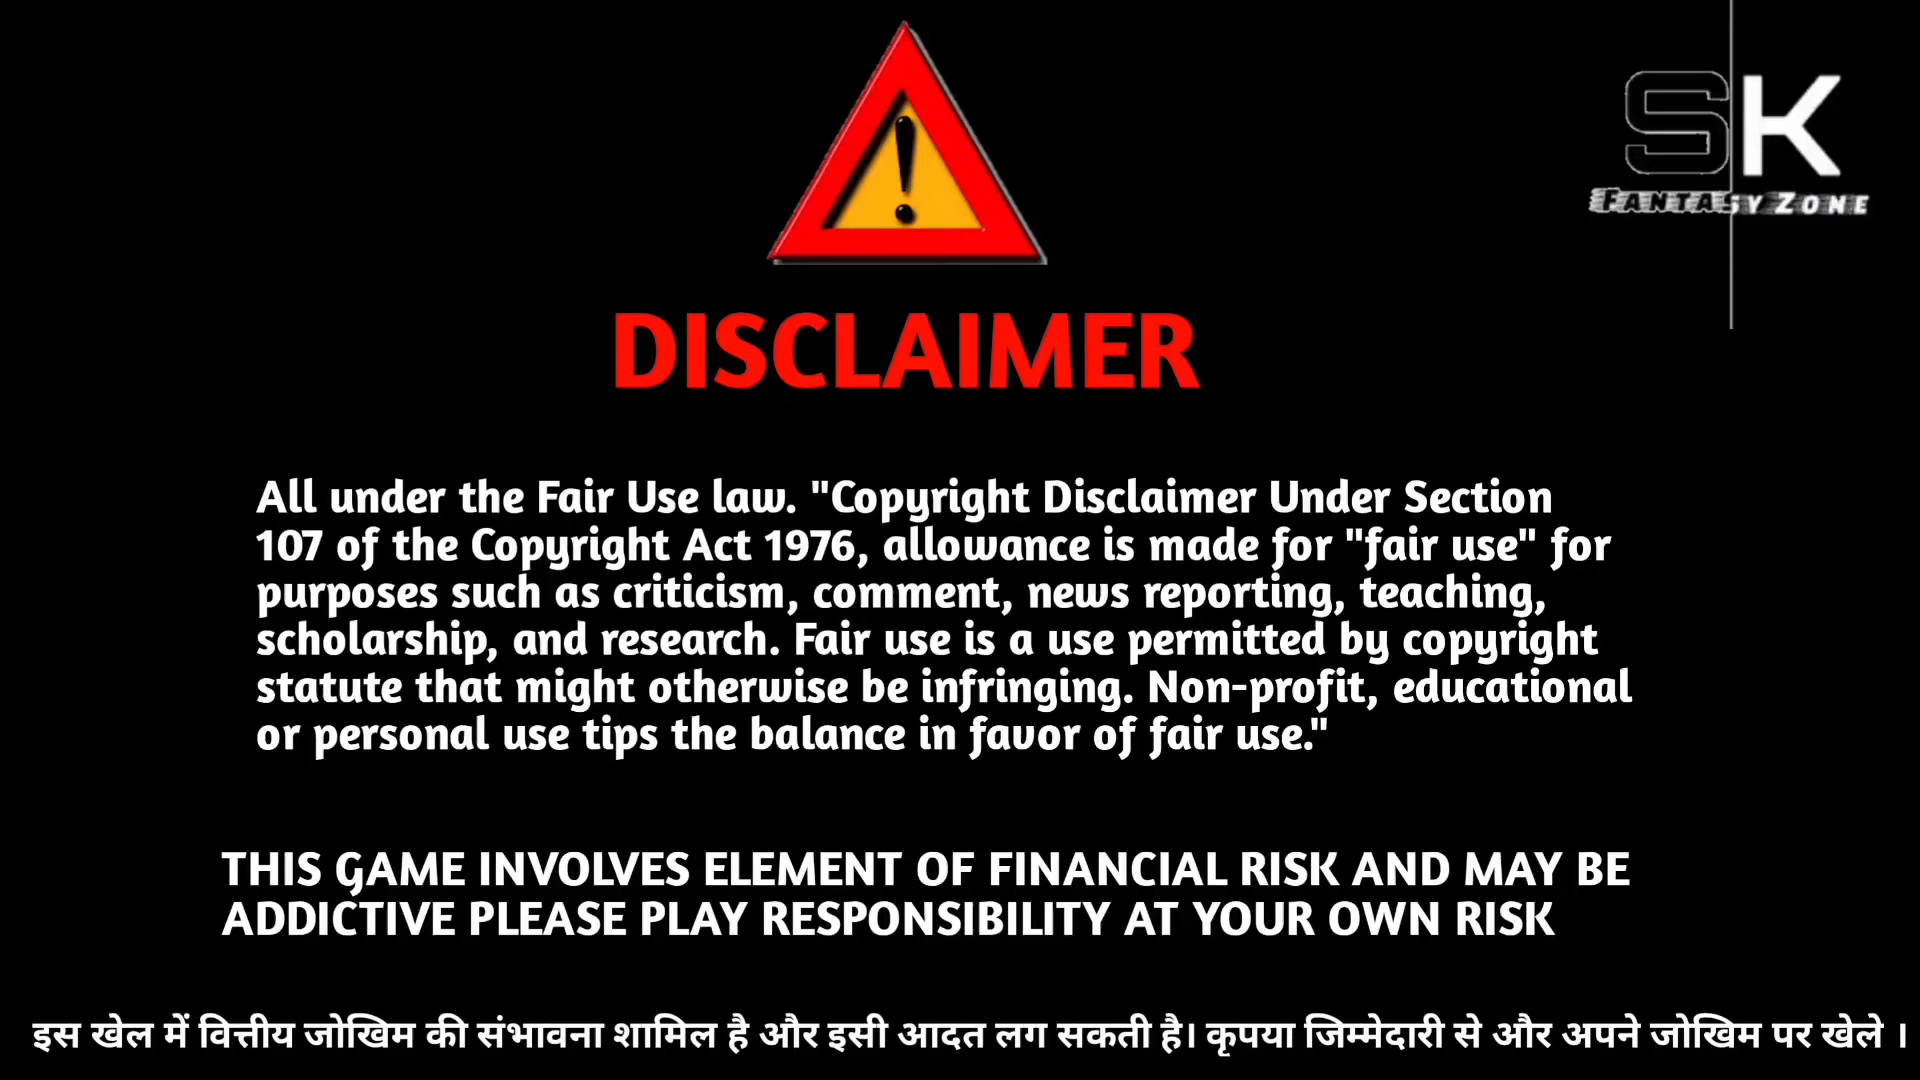 SK
FANTASY ZONE
DISCLAIMER
All under the Fair Use law. "Copyright Disclaimer Under Section
107 of the Copyright Act 1976, allowance is made for "fair use" for
purposes such as criticism, comment, news reporting, teaching,
scholarship, and research. Fair use is a use permitted by copyright
statute that might otherwise be infringing. Non-profit, educational
or personal use tips the balance in favor of fair use."
THIS GAME INVOLVES ELEMENT OF FINANCIAL RISK AND MAY BE
ADDICTIVE PLEASE PLAY RESPONSIBILITY AT YOUR OWN RISK
इस खेल में वित्तीय जोखिम की संभावना शामिल है और इसी आदत लग सकती है। कृपया जिम्मेदारी से और अपने जोखिम पर खेले ।